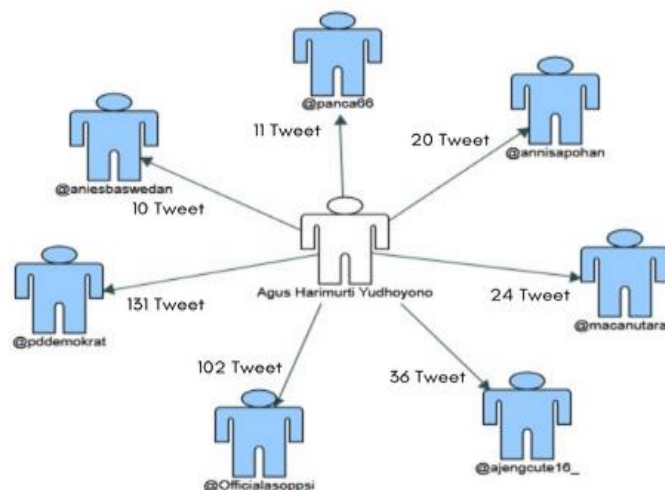 @panca66
11 Tweet
20 Tweet
@annisapohan
@aniesbaswedan
10 Tweet
Agus Harimurti Yudhoyono
24 Tweet
@macanutara
131 Tweet
@pddemokrat
102 Tweet
36 Tweet
@Officialasoppsi
@ajengcute16_